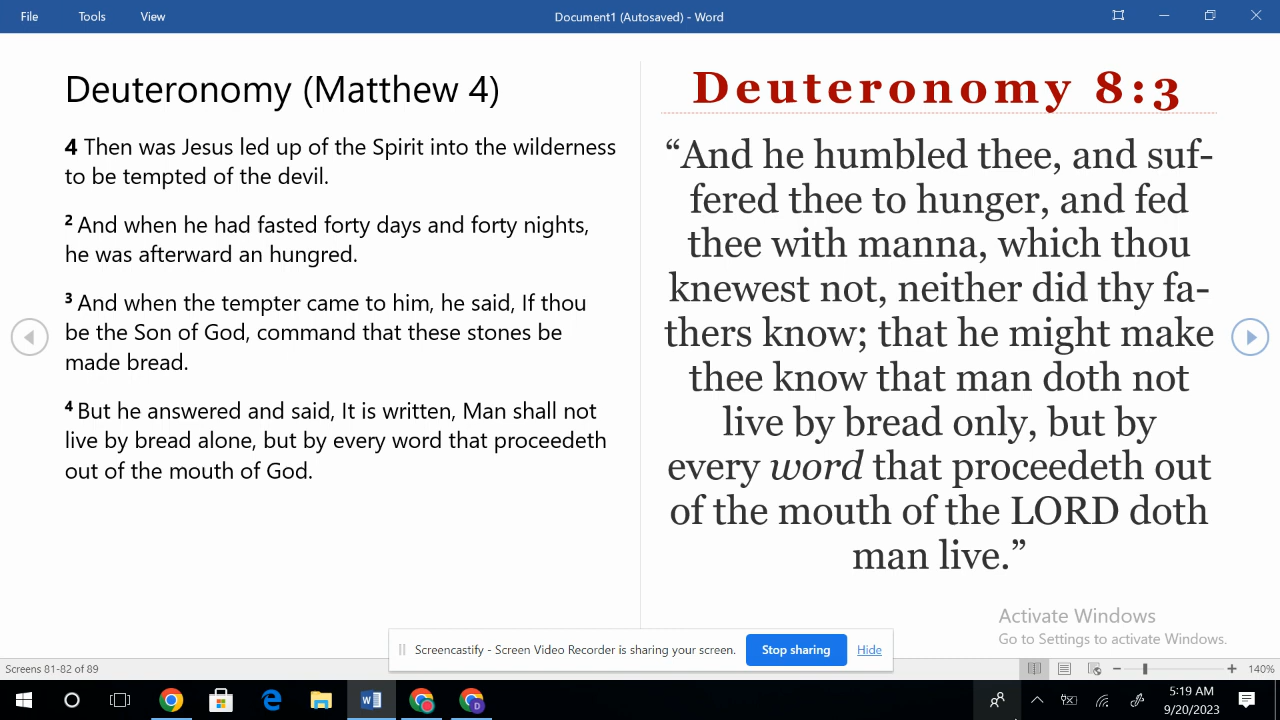 File Tools View Document1 (Autosaved) - Word
Deuteronomy (Matthew 4)
4 Then was Jesus led up of the Spirit into the wilderness
to be tempted of the devil.
2 And when he had fasted forty days and forty nights,
he was afterward an hungred.
3 And when the tempter came to him, he said, If thou
be the Son of God, command that these stones be
made bread.
4 But he answered and said, It is written, Man shall not
live by bread alone, but by every word that proceedeth
out of the mouth of God.
Deuteronomy 8:3
“And he humbled thee, and suf-
fered thee to hunger, and fed
thee with manna, which thou
knewest not, neither did thy fa-
thers know; that he might make
thee know that man doth not
live by bread only, but by
every word that proceedeth out
of the mouth of the LORD doth
man live.”
Activate Windows
Go to Settings to activate Windows.
Screencastify - Screen Video Recorder is sharing your screen. Stop sharing Hide
Screens 81-82 of 89 140%
5:19 AM
9/20/2023